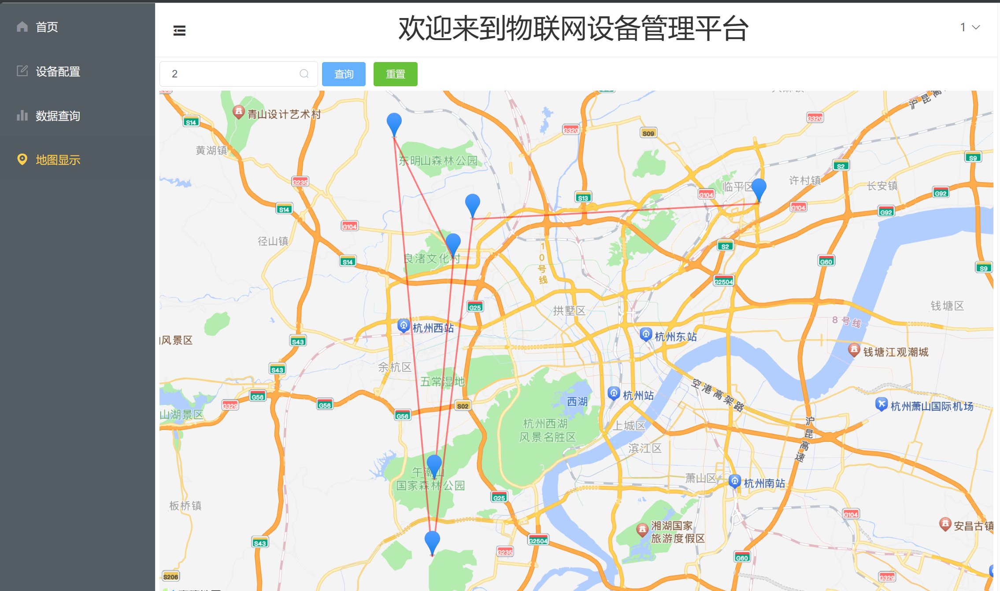 首页
设备配置
数据查询
地图显示
欢迎来到物联网设备管理平台
1
2
查询
重置
青山设计艺术村
S14
黄湖镇
东明山森林公园
G320
S09
G320
沪昆高
S9
S2
G235
S13
G104
临平区
许村镇
长安镇
G92
S14
G104
G104
G92
径山镇
良渚文化村
S14
10号线
S2
G60
S9
G2504
G25
拱墅区
钱塘区
8号线
杭州西站
杭州东站
风景区
S43
钱塘江观潮城
S43
余杭区
五常湿地
G56
G329
G56
G56
S02
西湖
杭州站
空港高架路
杭州萧山国际机场
山湖景区
杭州西湖
风景名胜区
上城区
沪昆高速
滨江区
午潮山
国家森林公园
萧山区
杭州南站
G25
板桥镇
G104
湘湖国家
旅游度假区
安昌古镇
S43
G2504
G235
G60
S206
G329